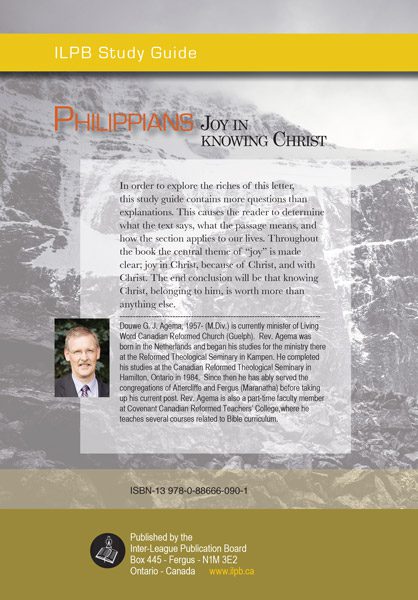 ILPB Study Guide
PHILIPPIANS JOY IN
KNOWING CHRIST
In order to explore the riches of this letter,
this study guide contains more questions than
explanations. This causes the reader to determine
what the text says, what the passage means, and
how the section applies to our lives. Throughout
the book the central theme of "joy" is made
clear; joy in Christ, because of Christ, and with
Christ. The end conclusion will be that knowing
Christ, belonging to him, is worth more than
anything else.
Douwe G. J. Agema, 1957- (M.Div.) is currently minister of Living
Word Canadian Reformed Church (Guelph). Rev. Agema was
born in the Netherlands and began his studies for the ministry there
at the Reformed Theological Seminary in Kampen. He completed
his studies at the Canadian Reformed Theological Seminary in
Hamilton, Ontario in 1984. Since then he has ably served the
congregations of Attercliffe and Fergus (Maranatha) before taking
up his current post. Rev. Agema is also a part-time faculty member
at Covenant Canadian Reformed Teachers' College,where he
teaches several courses related to Bible curriculum.
ISBN-13 978-0-88666-090-1
Published by the
Inter-League Publication Board
Box 445 - Fergus - N1M 3E2
Ontario - Canada www.ilpb.ca